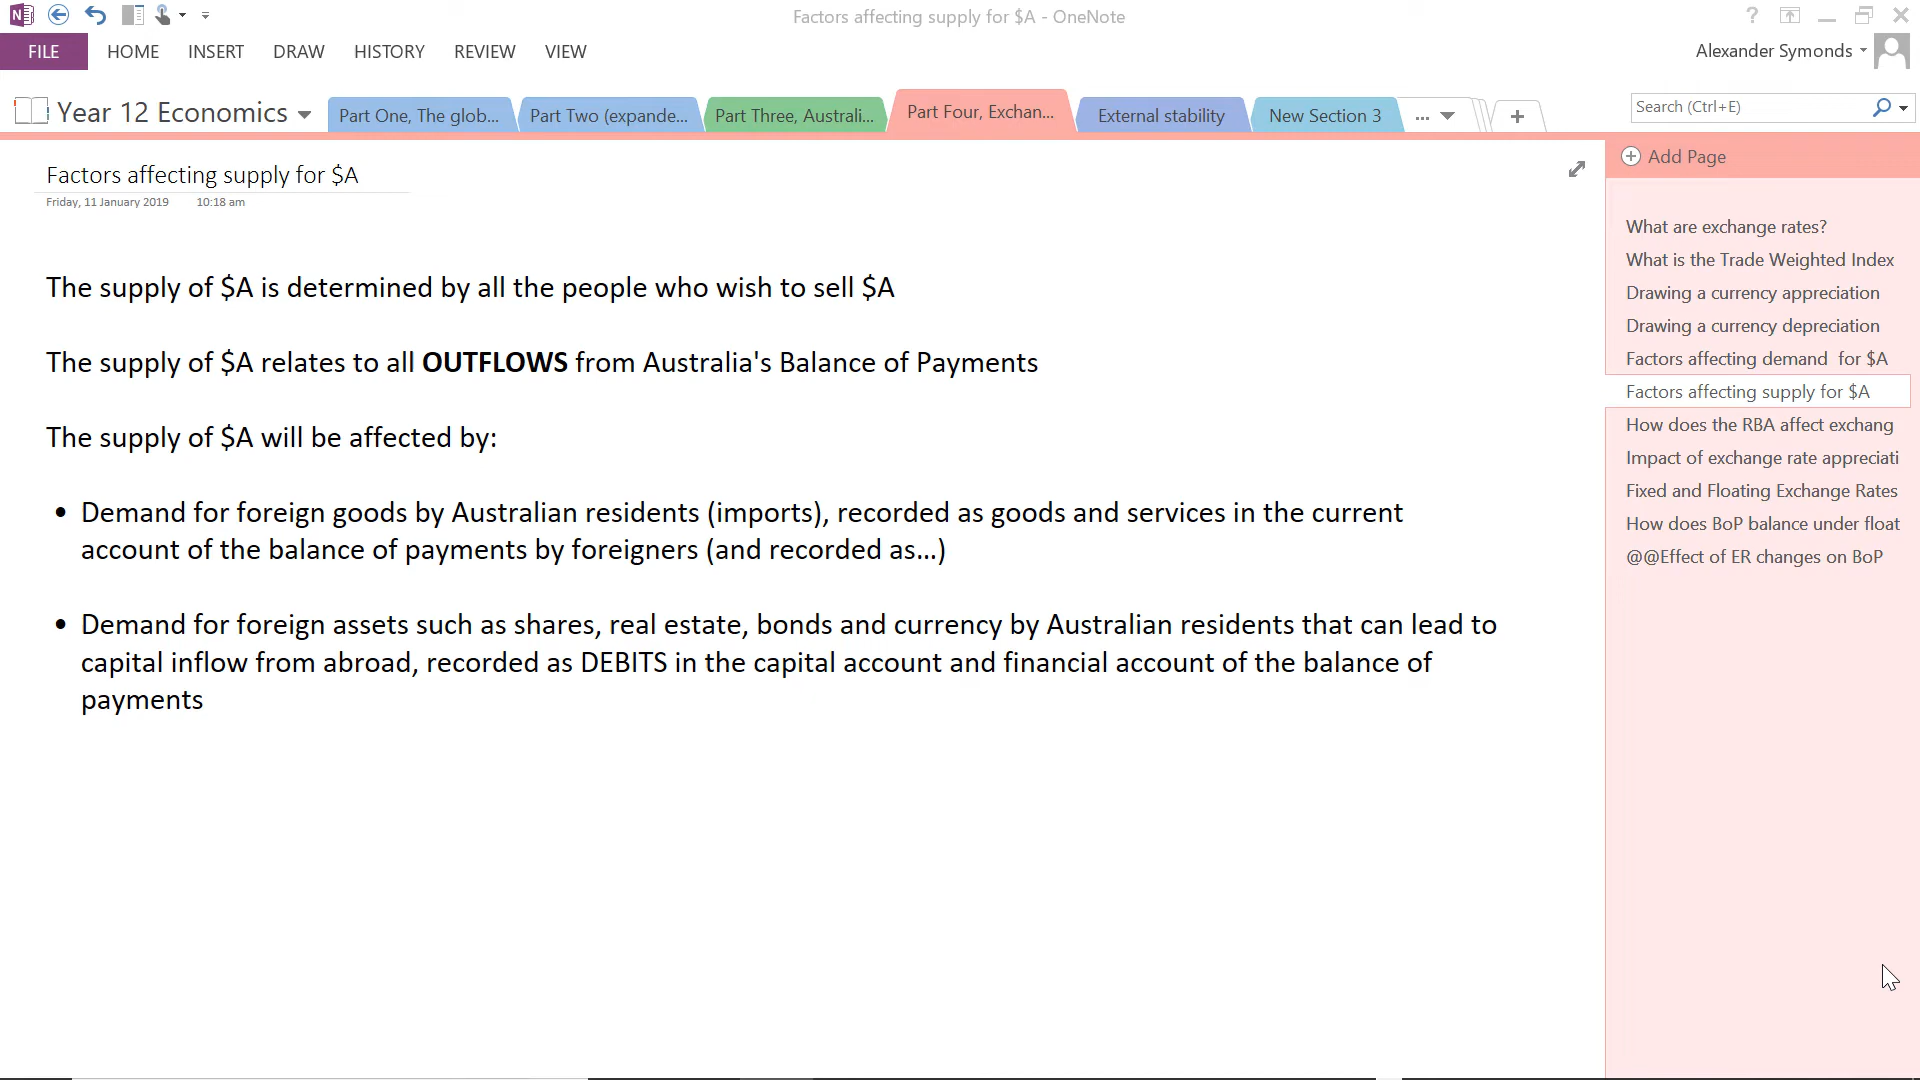 Factors affecting supply for $A - OneNote
FILE HOME INSERT DRAW HISTORY REVIEW VIEW
Alexander Symonds
Year 12 Economics
Part One, The glob... Part Two (expande... Part Three, Australi... Part Four, Exchan... External stability New Section 3 ...
Search (Ctrl+E)
Factors affecting supply for $A
Friday, 11 January 2019 10:18 am
The supply of $A is determined by all the people who wish to sell $A
The supply of $A relates to all OUTFLOWS from Australia's Balance of Payments
The supply of $A will be affected by:
• Demand for foreign goods by Australian residents (imports), recorded as goods and services in the current
account of the balance of payments by foreigners (and recorded as...)
• Demand for foreign assets such as shares, real estate, bonds and currency by Australian residents that can lead to
capital inflow from abroad, recorded as DEBITS in the capital account and financial account of the balance of
payments
Add Page
What are exchange rates?
What is the Trade Weighted Index
Drawing a currency appreciation
Drawing a currency depreciation
Factors affecting demand for $A
Factors affecting supply for $A
How does the RBA affect exchang
Impact of exchange rate appreciati
Fixed and Floating Exchange Rates
How does BoP balance under float
@@Effect of ER changes on BoP